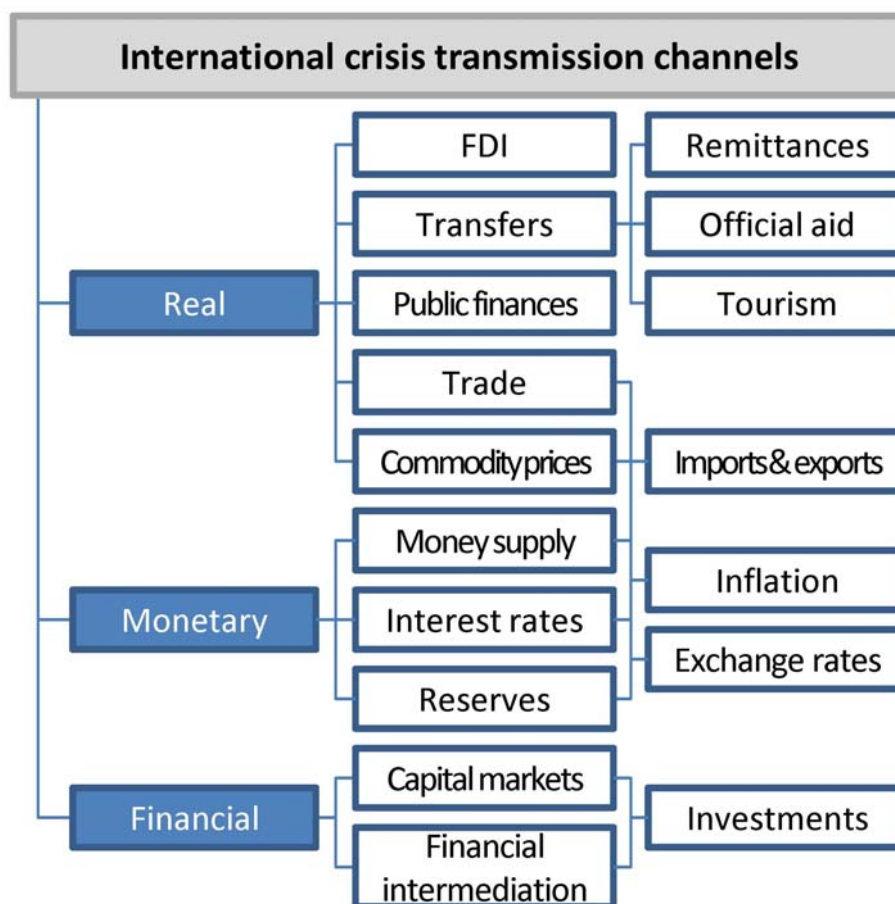 International crisis transmission channels
FDI
Remittances
Transfers
Official aid
Real
Public finances
Tourism
Trade
Commodity prices
Imports & exports
Money supply
Inflation
Monetary
Interest rates
Exchange rates
Reserves
Capital markets
Financial
Investments
Financial
intermediation